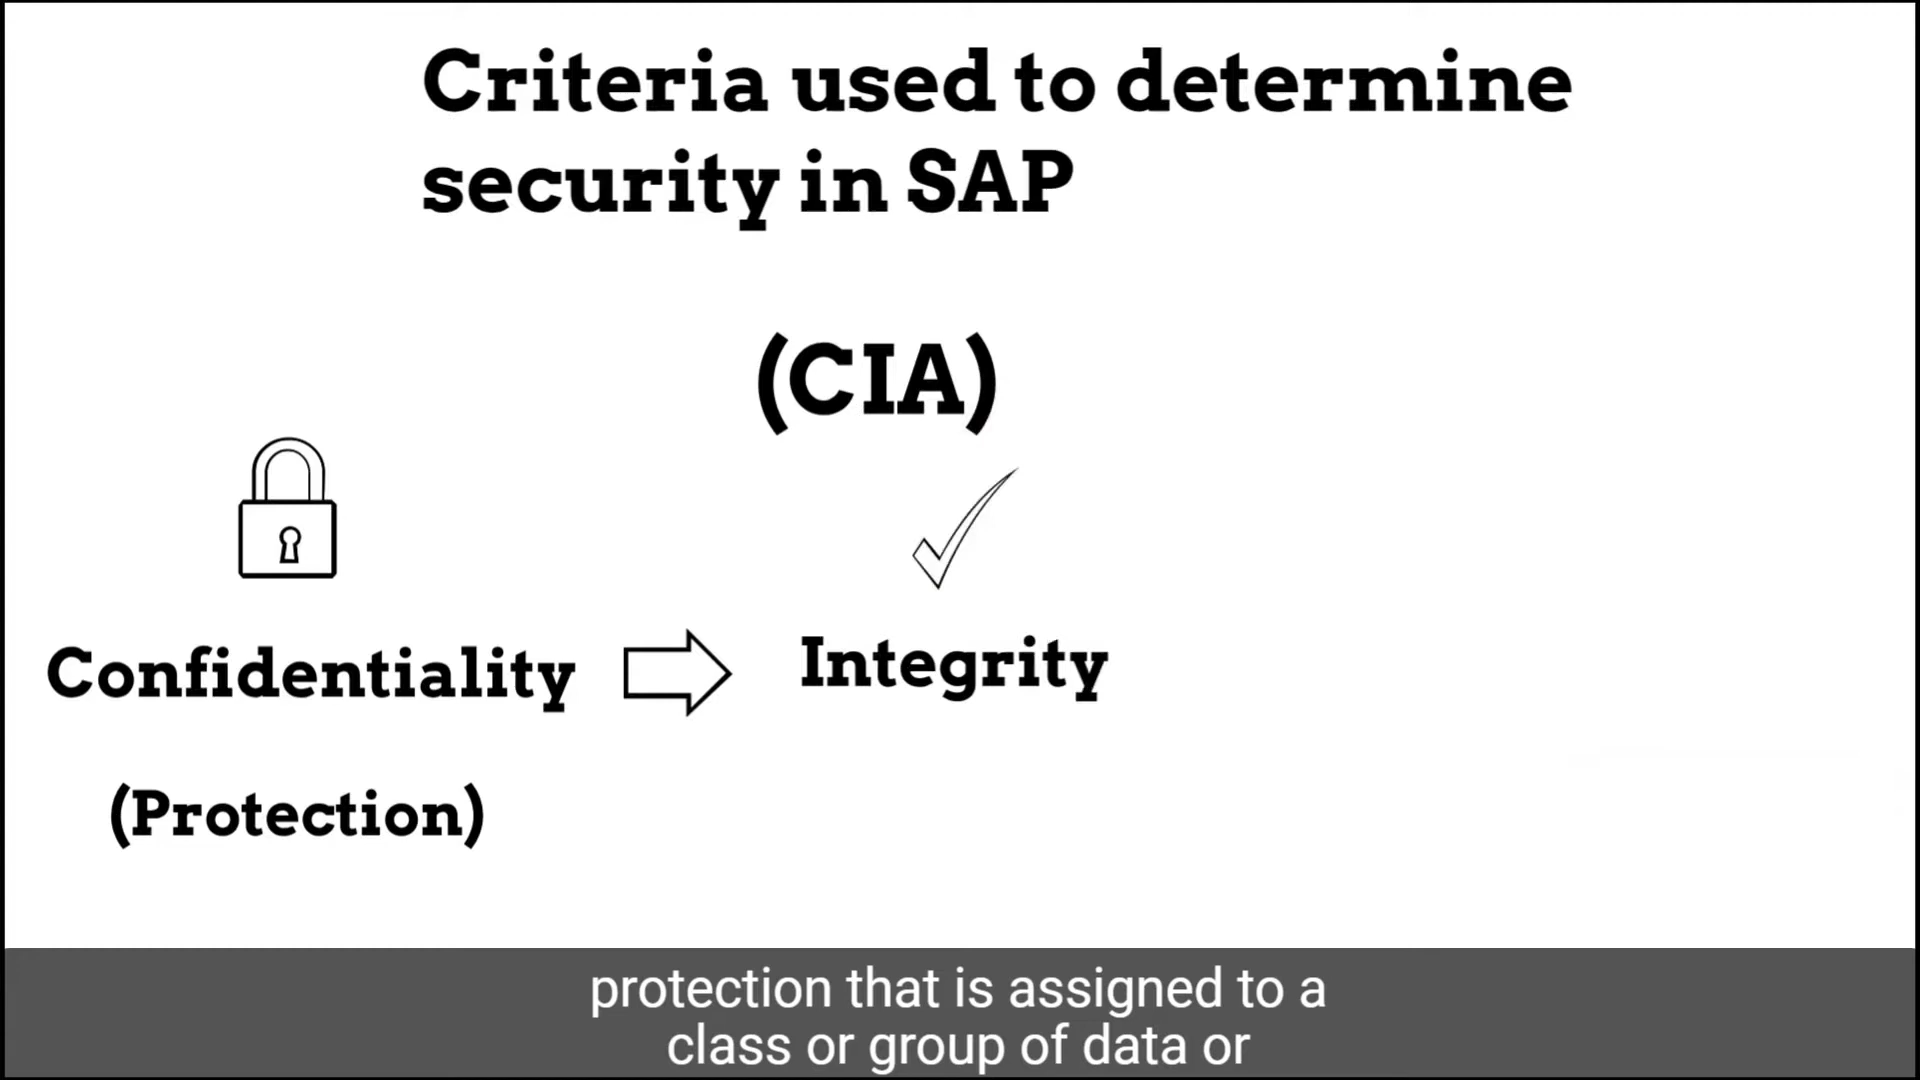 Criteria used to determine
security in SAP
(CIA)
Confidentiality
Integrity
(Protection)
protection that is assigned to a
class or group of data or